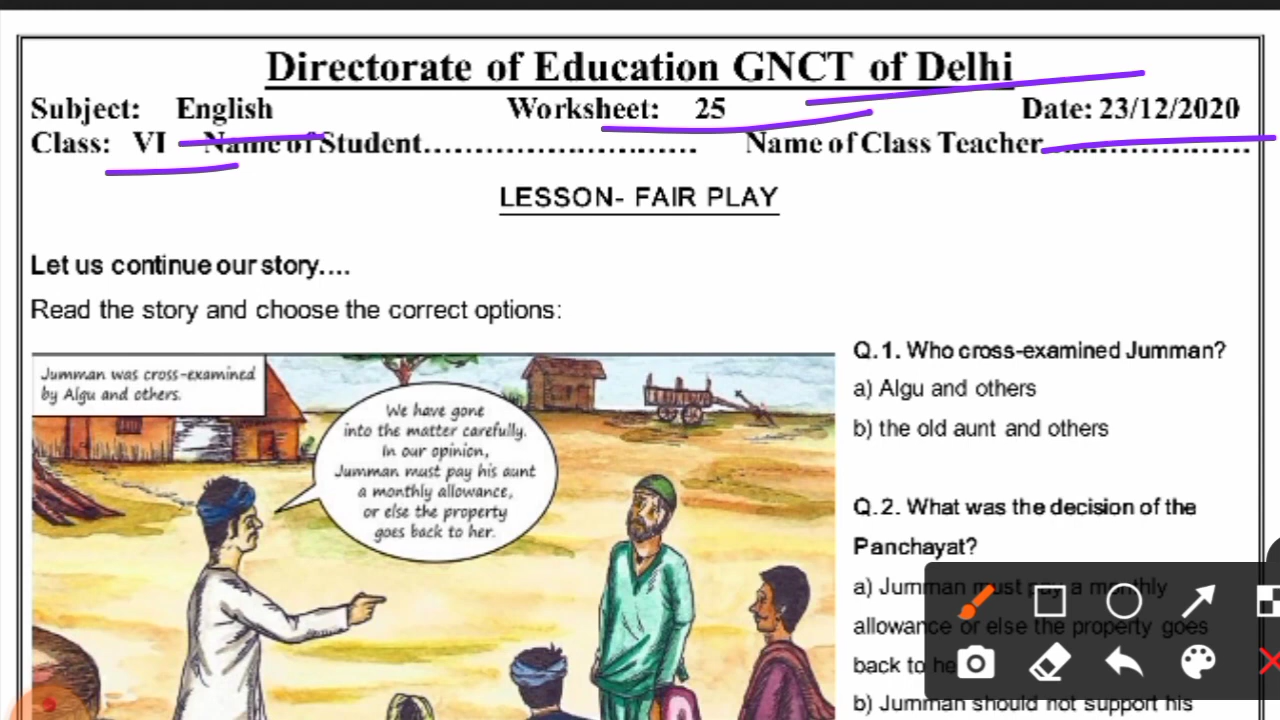 Directorate of Education GNCT of Delhi
Subject: English Worksheet: 25 Date: 23/12/2020
Class: VI Name of Student............................ Name of Class Teacher.....................
LESSON- FAIR PLAY
Let us continue our story....
Read the story and choose the correct options:
Jumman was cross-examined
by Algu and others.
We have gone
into the matter carefully.
In our opinion,
Jumman must pay his aunt
a monthly allowance,
or else the property
goes back to her.
Q.1. Who cross-examined Jumman?
a) Algu and others
b) the old aunt and others
Q.2. What was the decision of the
Panchayat?
a) Jumman must pay a monthly
allowance or else the property goes
back to
b) Jumman should not support his